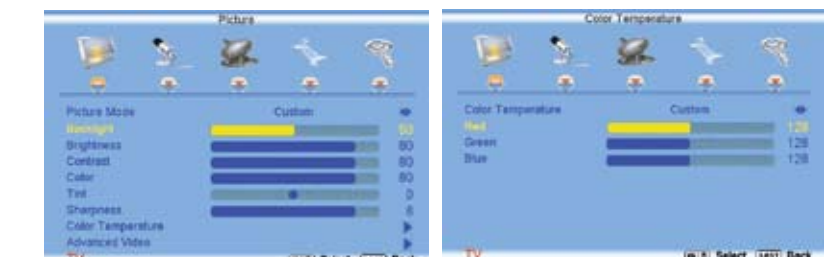 Picture
Picture Mode Custom
Backlight 50
Brightness 80
Contrast 80
Color 80
Tint 0
Sharpness 8
Color Temperature
Advanced Video
TV
Color Temperature
Color Temperature Custom
Red 128
Green 128
Blue 128
TV Select Back